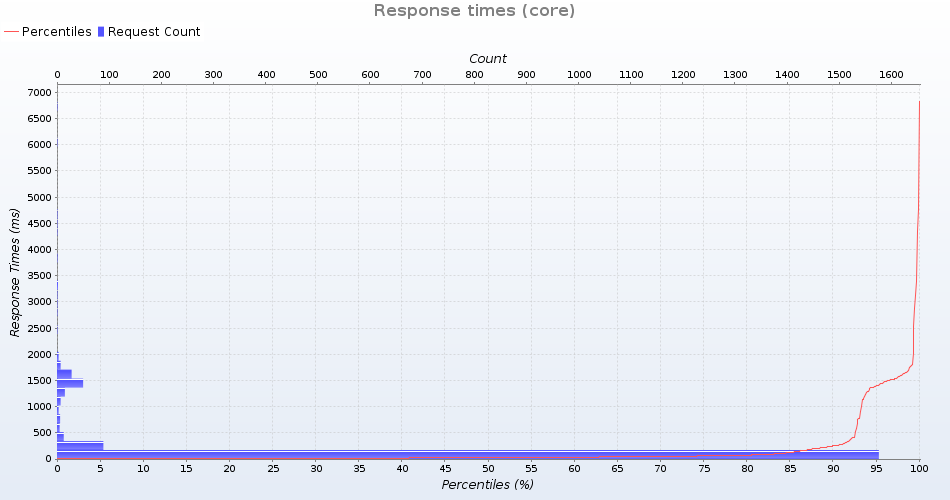 Response times (core)
Percentiles Request Count
Count
0 100 200 300 400 500 600 700 800 900 1000 1100 1200 1300 1400 1500 1600
7000
6500
6000
5500
5000
4500
4000
3500
3000
2500
2000
1500
1000
500
0
Response Times (ms)
0 5 10 15 20 25 30 35 40 45 50 55 60 65 70 75 80 85 90 95 100
Percentiles (%)